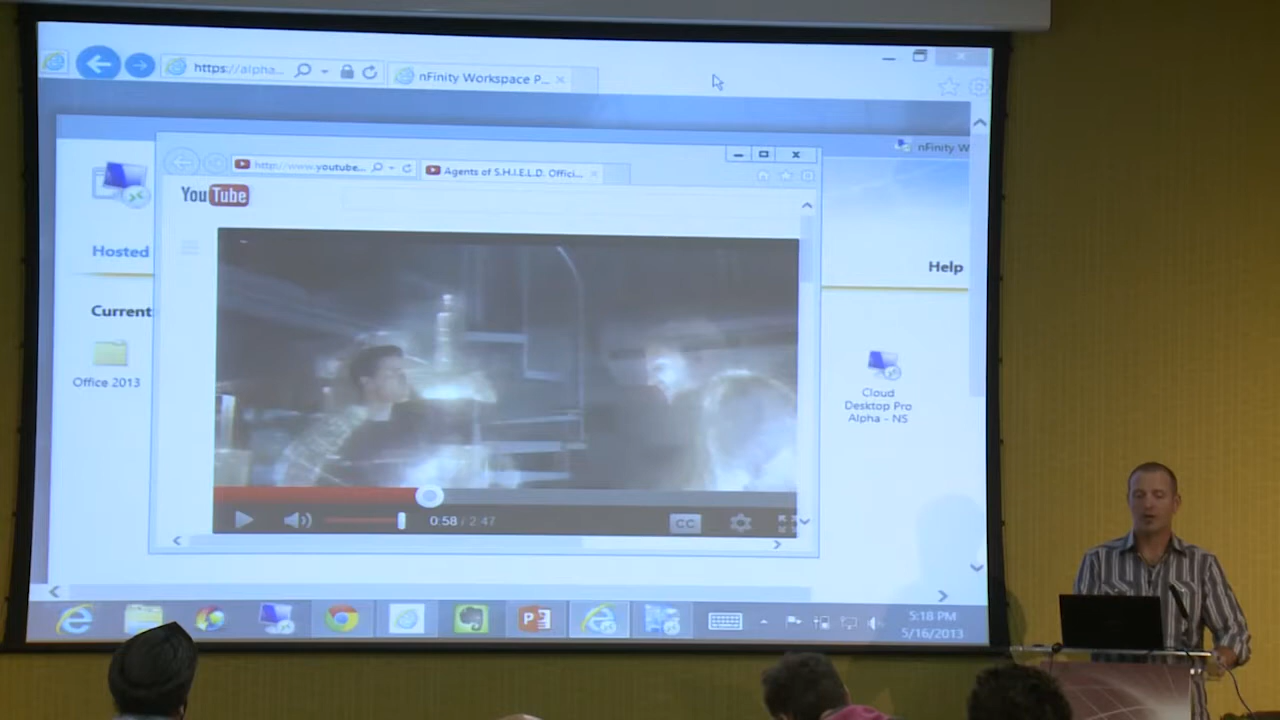 https://alpha...
nFinity Workspace P...
nFinity W
http://www.youtube...
Agents of S.H.I.E.L.D. Offici...
YouTube
Hosted
Help
Current
Office 2013
Cloud
Desktop Pro
Alpha - NS
0:58 / 2:47
CC
5:18 PM
5/16/2013